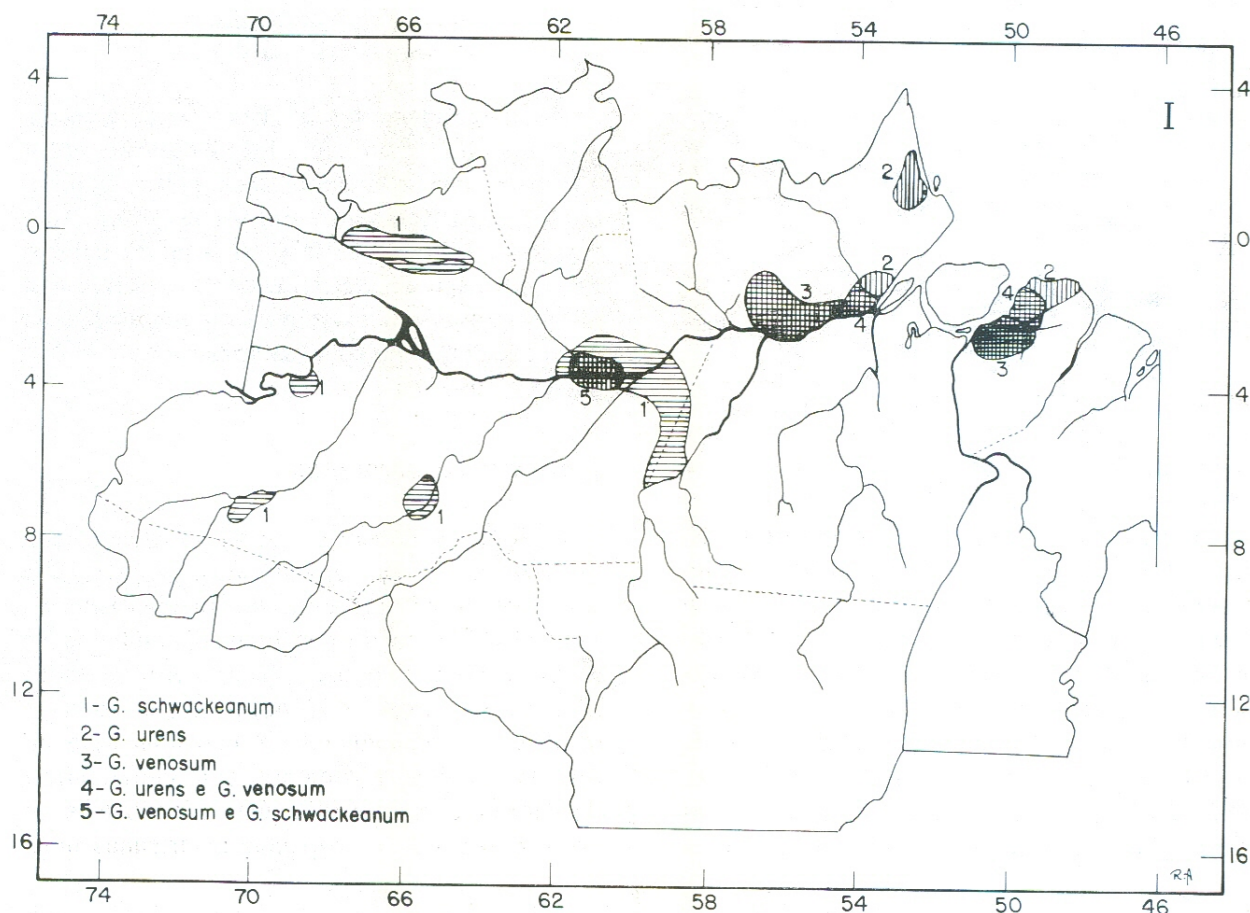 74 70 66 62 58 54 50 46
4 4
I
2
0 0
1
2 2
3 4
4
5 1 3
1
4 4
1 1
8 8
12 12
1- G. schwackeanum
2- G. urens
3- G. venosum
4- G. urens e G. venosum
5- G. venosum e G. schwackeanum
16 16
R.A
74 70 66 62 58 54 50 46